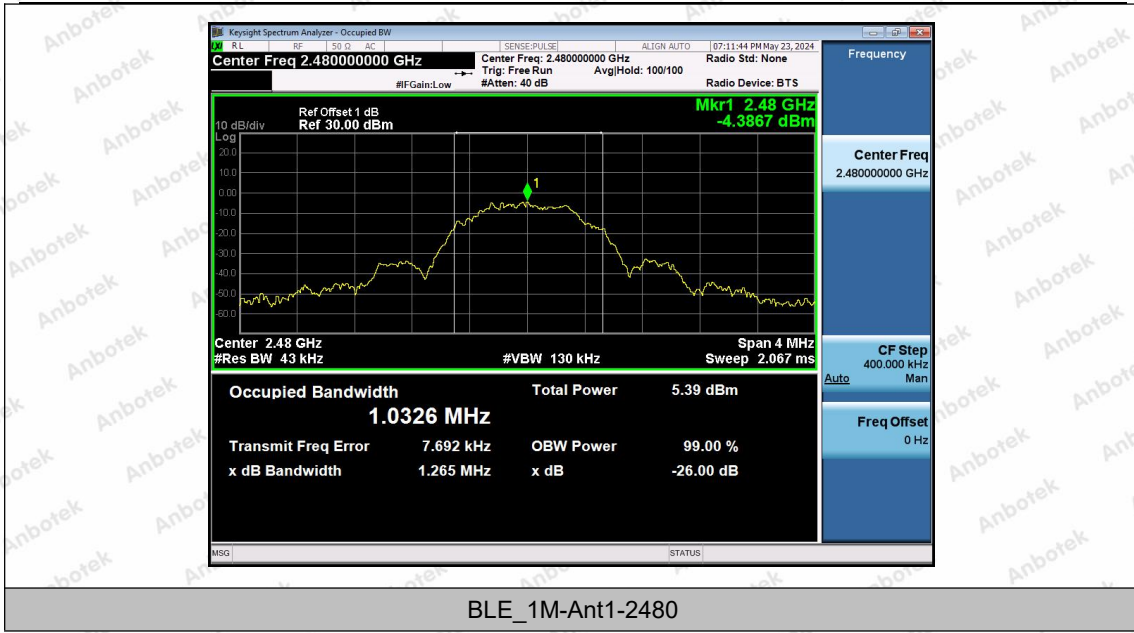 Keysight Spectrum Analyzer - Occupied BW
LXI RL RF 50 Ω AC SENSE:PULSE ALIGN AUTO 07:11:44 PM May 23, 2024
Center Freq 2.480000000 GHz
Center Freq: 2.480000000 GHz Radio Std: None
Trig: Free Run Avg|Hold: 100/100
#IFGain:Low #Atten: 40 dB Radio Device: BTS
Ref Offset 1 dB
10 dB/div Ref 30.00 dBm
Mkr1 2.48 GHz
-4.3867 dBm
Log
20.0
10.0
0.00
-10.0
-20.0
-30.0
-40.0
-50.0
-60.0
1
Center 2.48 GHz Span 4 MHz
#Res BW 43 kHz #VBW 130 kHz Sweep 2.067 ms
Occupied Bandwidth Total Power 5.39 dBm
1.0326 MHz
Transmit Freq Error 7.692 kHz OBW Power 99.00 %
x dB Bandwidth 1.265 MHz x dB -26.00 dB
MSG STATUS
Frequency
Center Freq
2.480000000 GHz
CF Step
400.000 kHz
Auto Man
Freq Offset
0 Hz
BLE_1M-Ant1-2480
Anbotek